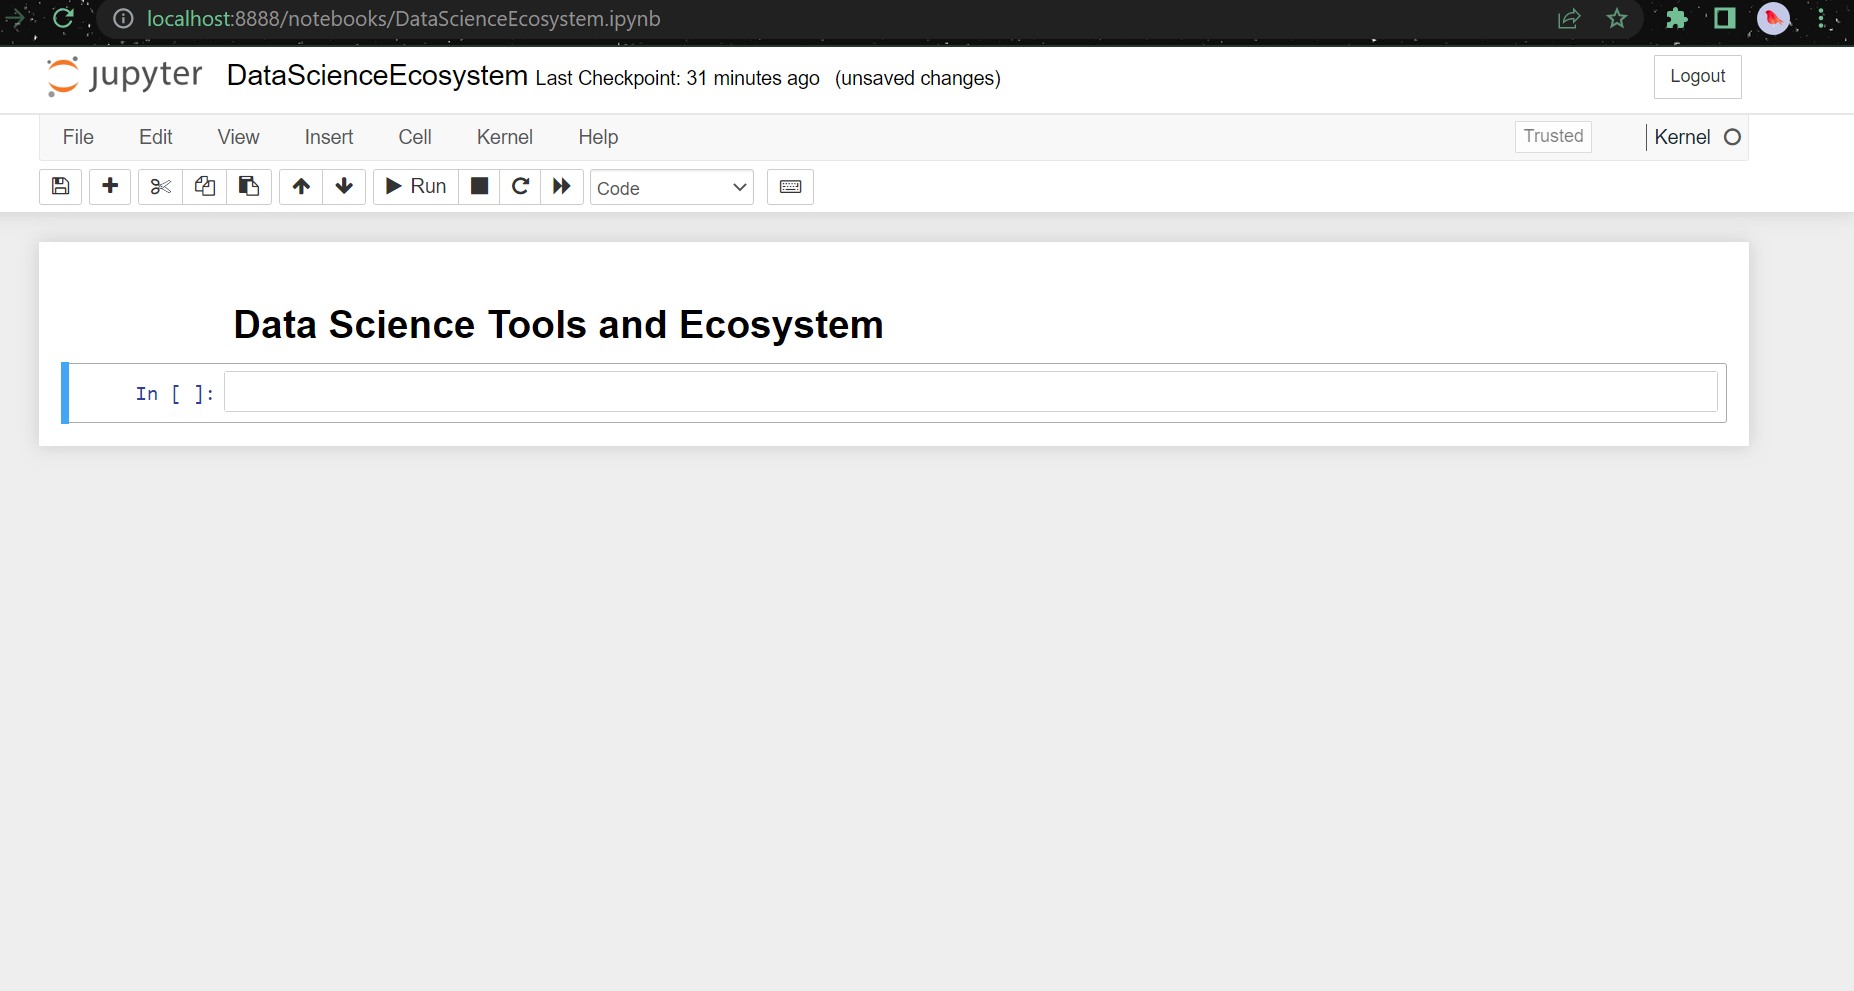 localhost:8888/notebooks/DataScienceEcosystem.ipynb
jupyter DataScienceEcosystem Last Checkpoint: 31 minutes ago (unsaved changes) Logout
File Edit View Insert Cell Kernel Help Trusted Kernel
Run Code
Data Science Tools and Ecosystem
In [ ]: